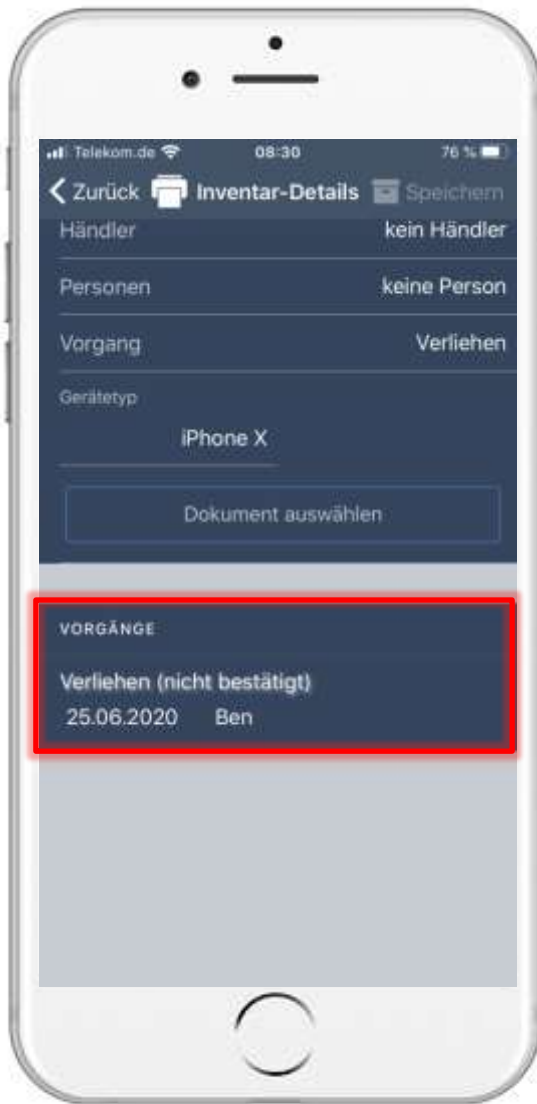 Telekom.de 08:30 76 %
Zurück Inventar-Details Speichern
Händler kein Händler
Personen keine Person
Vorgang Verliehen
Gerätetyp
iPhone X
Dokument auswählen
VORGÄNGE
Verliehen (nicht bestätigt)
25.06.2020 Ben